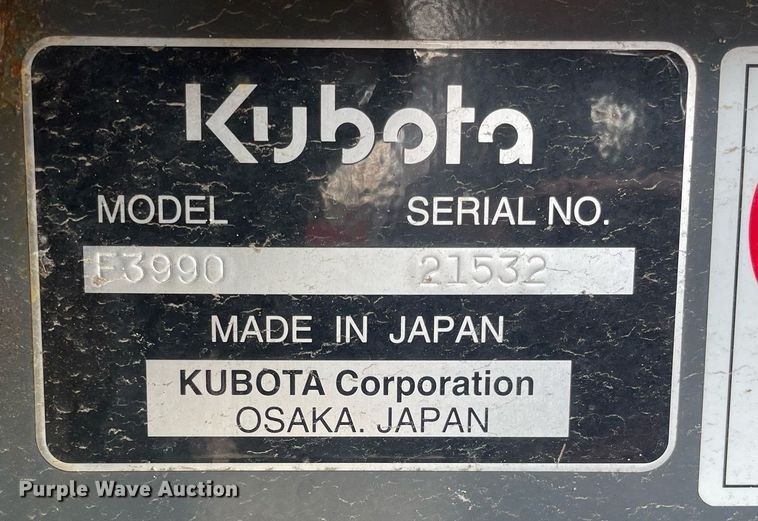 Kubota
MODEL SERIAL NO.
F3990 21532
MADE IN JAPAN
KUBOTA Corporation
OSAKA. JAPAN
Purple Wave Auction